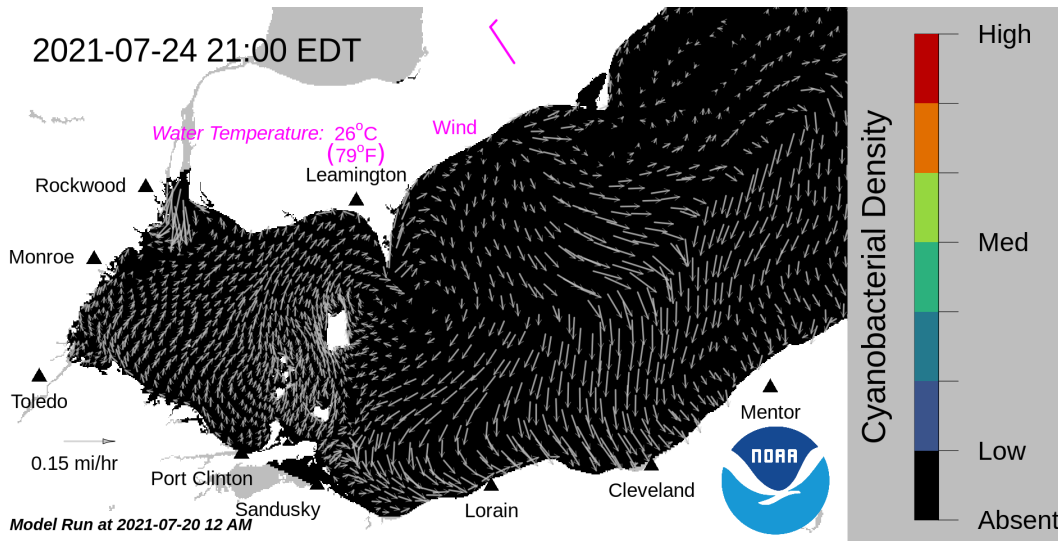 2021-07-24 21:00 EDT
Water Temperature: 26°C
(79°F)
Wind
Leamington
Rockwood
Monroe
Toledo
0.15 mi/hr
Port Clinton
Sandusky
Lorain
Cleveland
Mentor
NOAA
Model Run at 2021-07-20 12 AM
Cyanobacterial Density
High
Med
Low
Absent